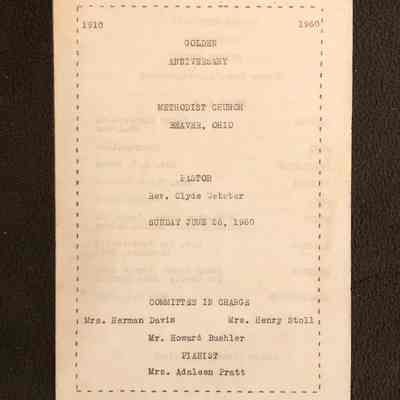 1910 1960
GOLDEN
ANNIVERSARY
METHODIST CHURCH
BEAVER, OHIO
PASTOR
Rev. Clyde Webster
SUNDAY JUNE 26, 1960
COMMITTEE IN CHARGE
Mrs. Herman Davis Mrs. Henry Stoll
Mr. Howard Buehler
PIANIST
Mrs. Adaleen Pratt